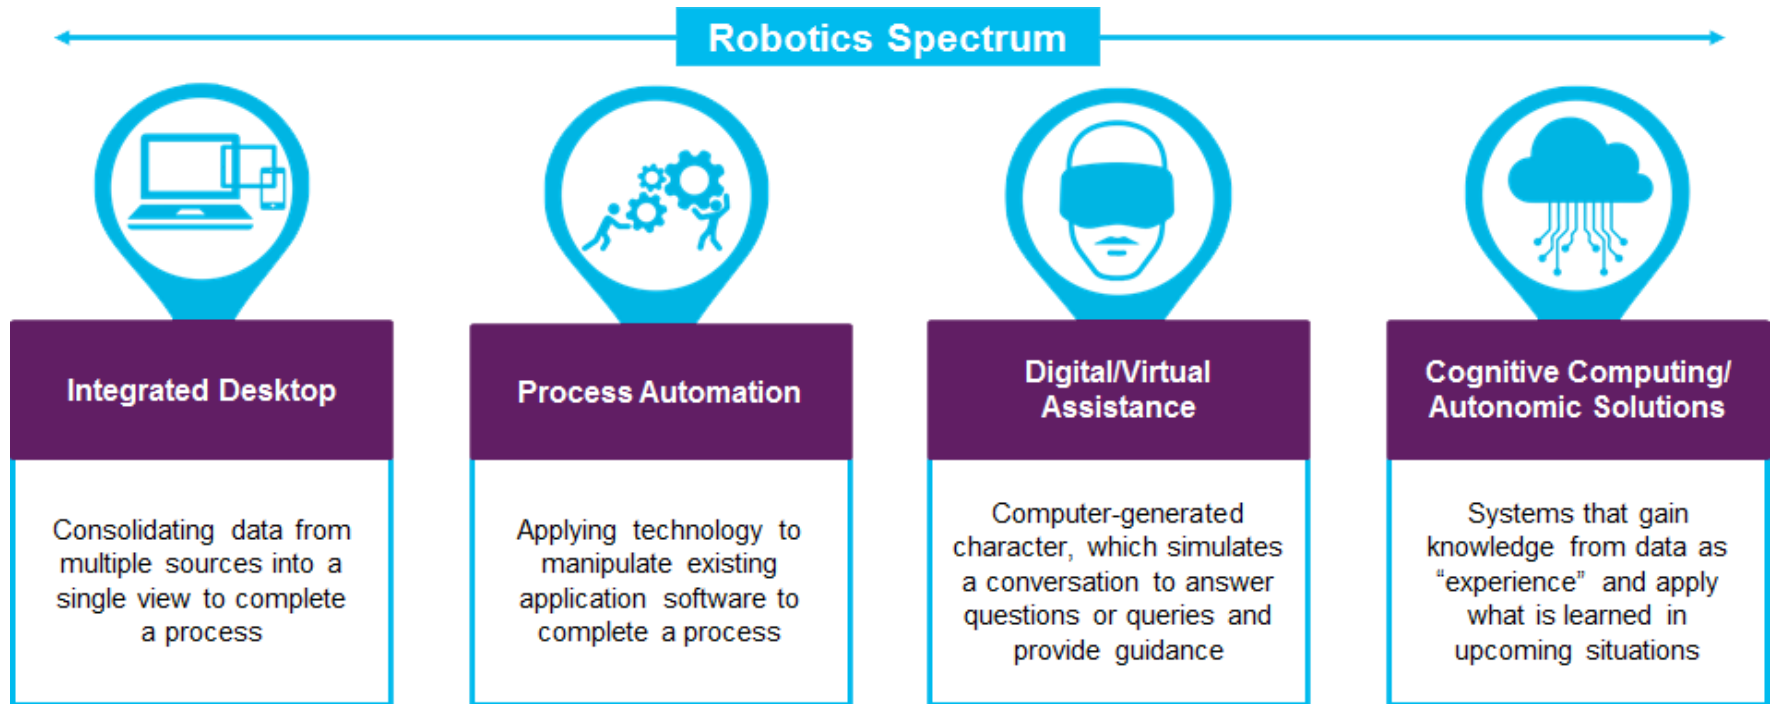 Robotics Spectrum
Integrated Desktop
Consolidating data from
multiple sources into a
single view to complete
a process
Process Automation
Applying technology to
manipulate existing
application software to
complete a process
Digital/Virtual
Assistance
Computer-generated
character, which simulates
a conversation to answer
questions or queries and
provide guidance
Cognitive Computing/
Autonomic Solutions
Systems that gain
knowledge from data as
“experience” and apply
what is learned in
upcoming situations